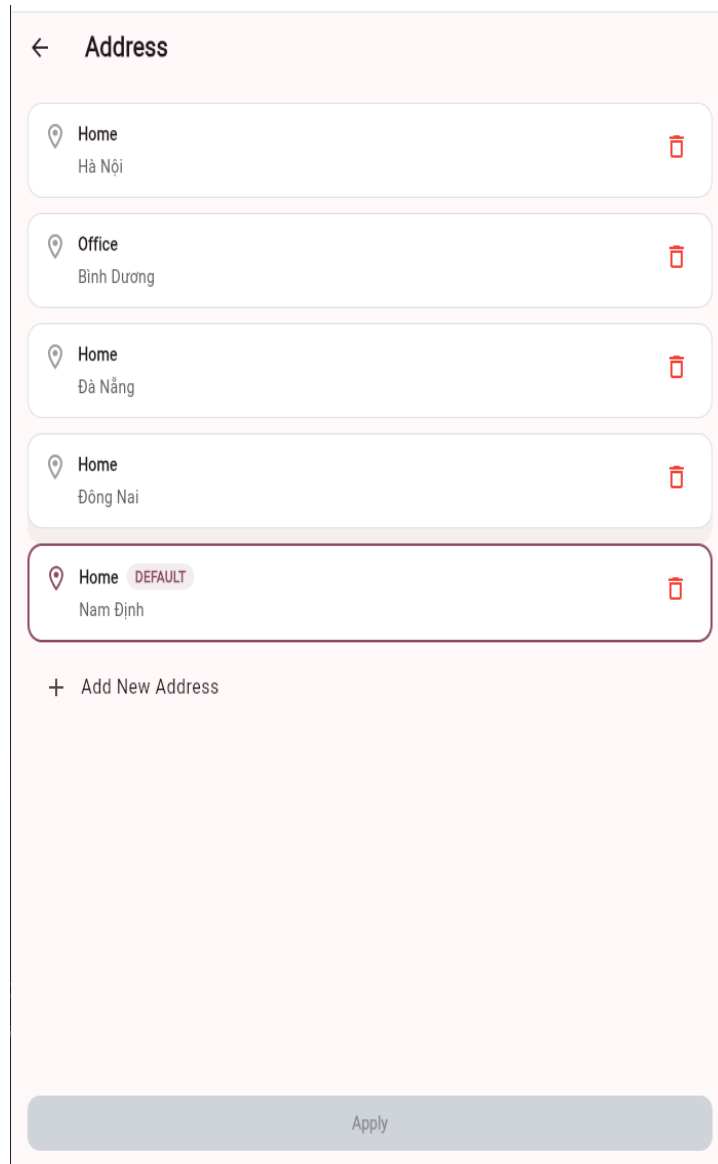 Address
Home
Hà Nội
Office
Bình Dương
Home
Đà Nẵng
Home
Đông Nai
Home DEFAULT
Nam Định
Add New Address
Apply